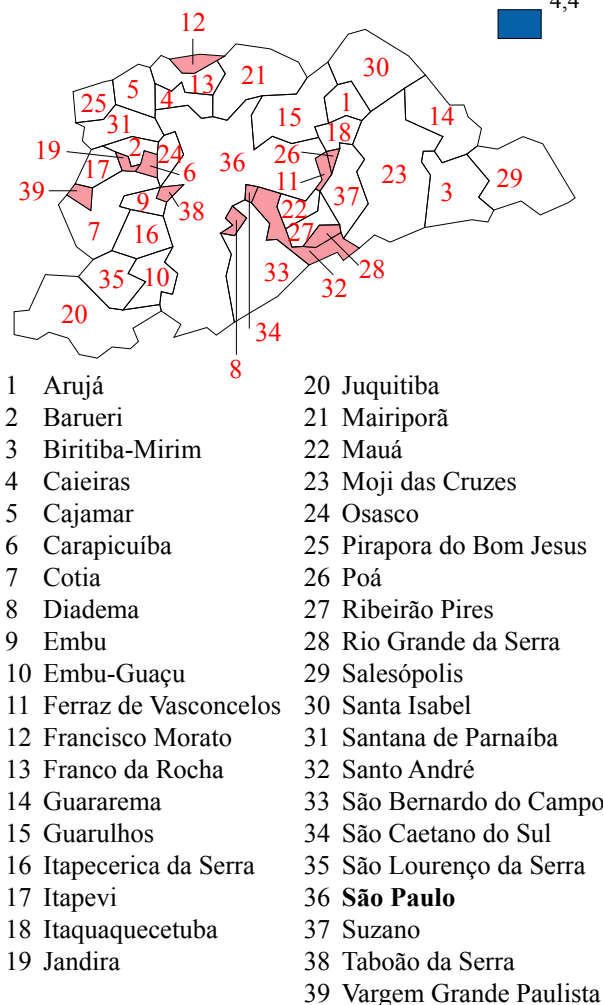 4,4
12
30
21
13
5
25
4
1
14
15
31
18
2
19
24
26
36
17
6
23
11
3
29
39
37
9
38
22
7
16
27
28
33
35
10
32
20
34
8
1 Arujá
2 Barueri
3 Biritiba-Mirim
4 Caieiras
5 Cajamar
6 Carapicuíba
7 Cotia
8 Diadema
9 Embu
10 Embu-Guaçu
11 Ferraz de Vasconcelos
12 Francisco Morato
13 Franco da Rocha
14 Guararema
15 Guarulhos
16 Itapecerica da Serra
17 Itapevi
18 Itaquaquecetuba
19 Jandira
20 Juquitiba
21 Mairiporã
22 Mauá
23 Moji das Cruzes
24 Osasco
25 Pirapora do Bom Jesus
26 Poá
27 Ribeirão Pires
28 Rio Grande da Serra
29 Salesópolis
30 Santa Isabel
31 Santana de Parnaíba
32 Santo André
33 São Bernardo do Campo
34 São Caetano do Sul
35 São Lourenço da Serra
36 São Paulo
37 Suzano
38 Taboão da Serra
39 Vargem Grande Paulista